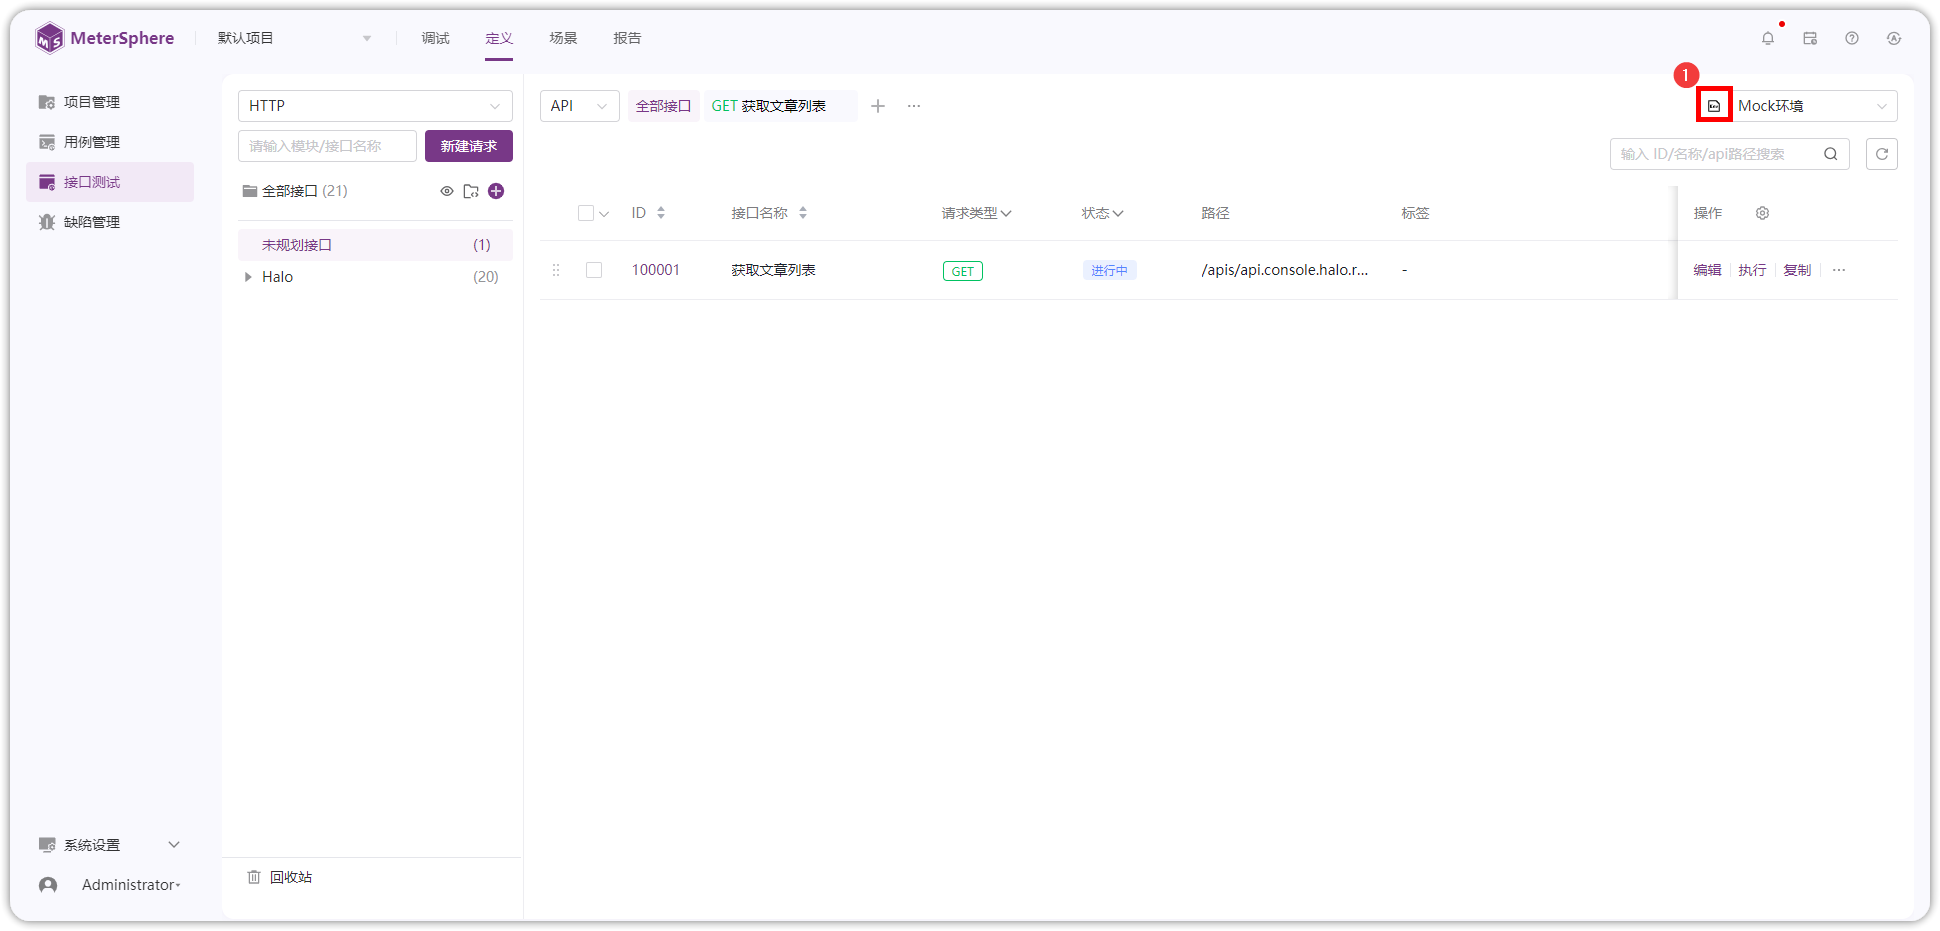 MeterSphere
默认项目
调试
定义
场景
报告
项目管理
用例管理
接口测试
缺陷管理
系统设置
Administrator
HTTP
请输入模块/接口名称
新建请求
全部接口 (21)
未规划接口 (1)
Halo (20)
回收站
API
全部接口
GET 获取文章列表
1
Mock环境
输入 ID/名称/api路径搜索
ID 接口名称 请求类型 状态 路径 标签 操作
100001 获取文章列表 GET 进行中 /apis/api.console.halo.r... - 编辑 执行 复制 ...